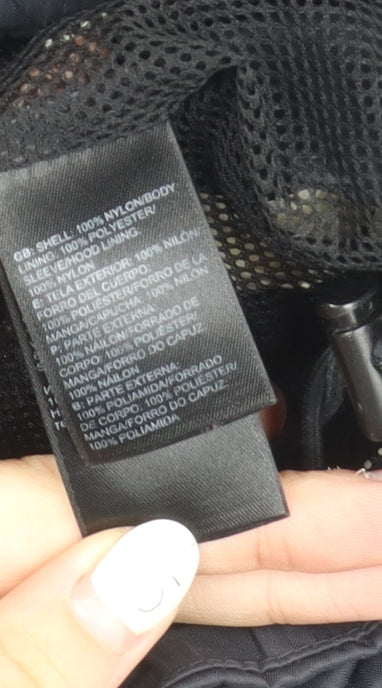 GB: SHELL: 100% NYLON/BODY
LINING: 100% POLYESTER/
SLEEVE/HOOD LINING:
100% NYLON
E: TLLA EXTERIOR: 100% NILÓN/
FORRO DEL CUERPO:
100% POLIÉSTER/FORRO DE LA
MANGA/CAPUCHA: 100% NILÓN
P: PARTE EXTERNA:
100% NAILON/FORRADO DE
CORPO: 100% POLIÉSTER/
MANGA/FORRO DO CAPUZ:
100% NÁILON
B: PARTE EXTERNA:
100% POLIAMIDA/FORRADO
DE CORPO: 100% POLIÉSTER/
MANGA/FORRO DO CAPUZ:
100% POLIAMIDA